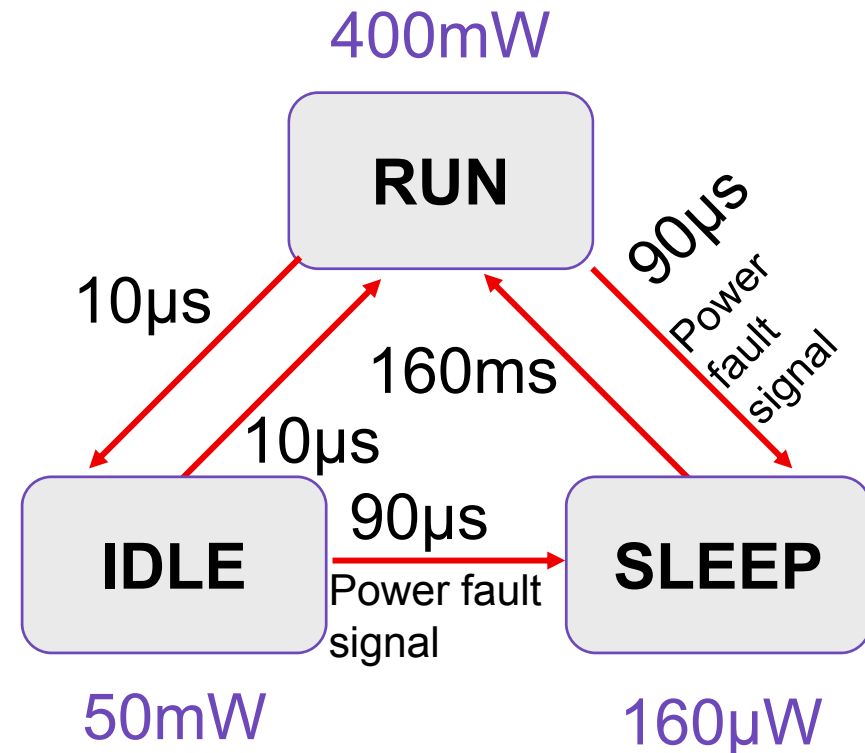 400mW
RUN
90µs
Power
fault
signal
10µs
160ms
10µs
90µs
IDLE
SLEEP
Power fault
signal
50mW
160µW